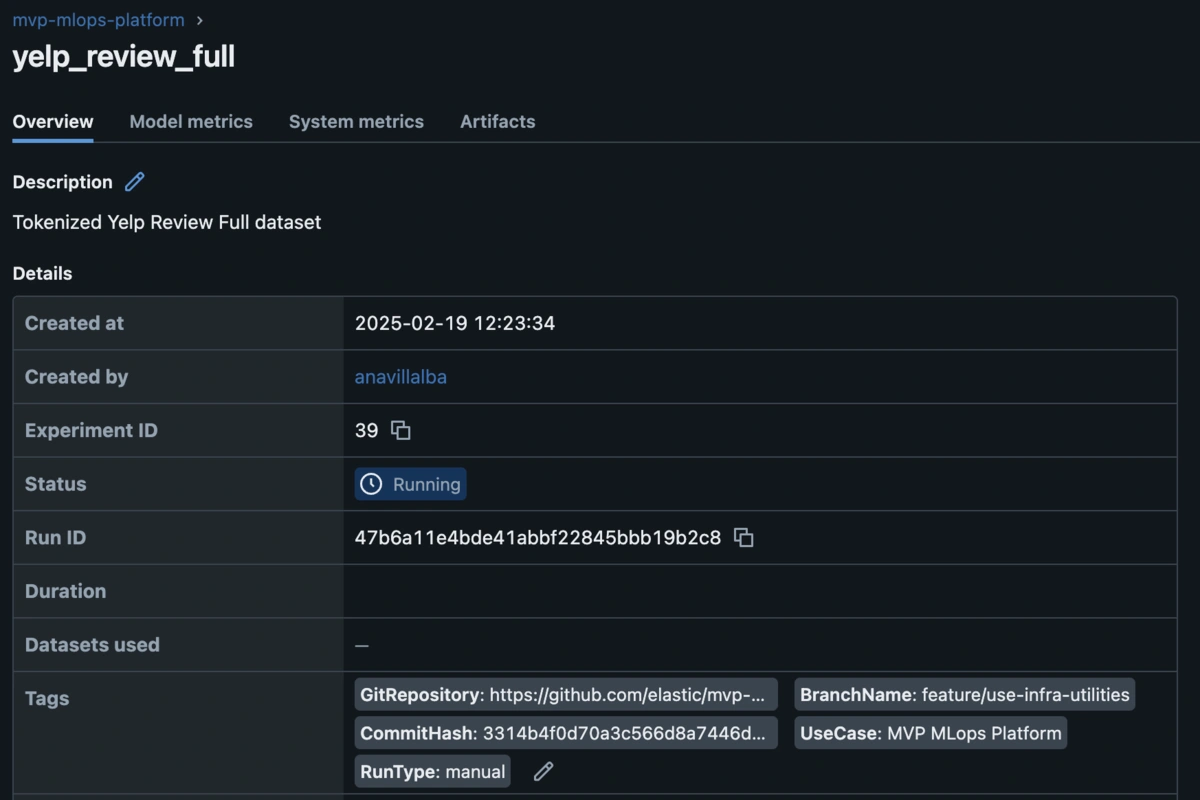 mvp-mlops-platform ›
yelp_review_full
Overview Model metrics System metrics Artifacts
Description
Tokenized Yelp Review Full dataset
Details
Created at 2025-02-19 12:23:34
Created by anavillalba
Experiment ID 39
Status Running
Run ID 47b6a11e4bde41abbf22845bbb19b2c8
Duration
Datasets used —
Tags GitRepository: https://github.com/elastic/mvp-... BranchName: feature/use-infra-utilities
CommitHash: 3314b4f0d70a3c566d8a7446d... UseCase: MVP MLops Platform
RunType: manual